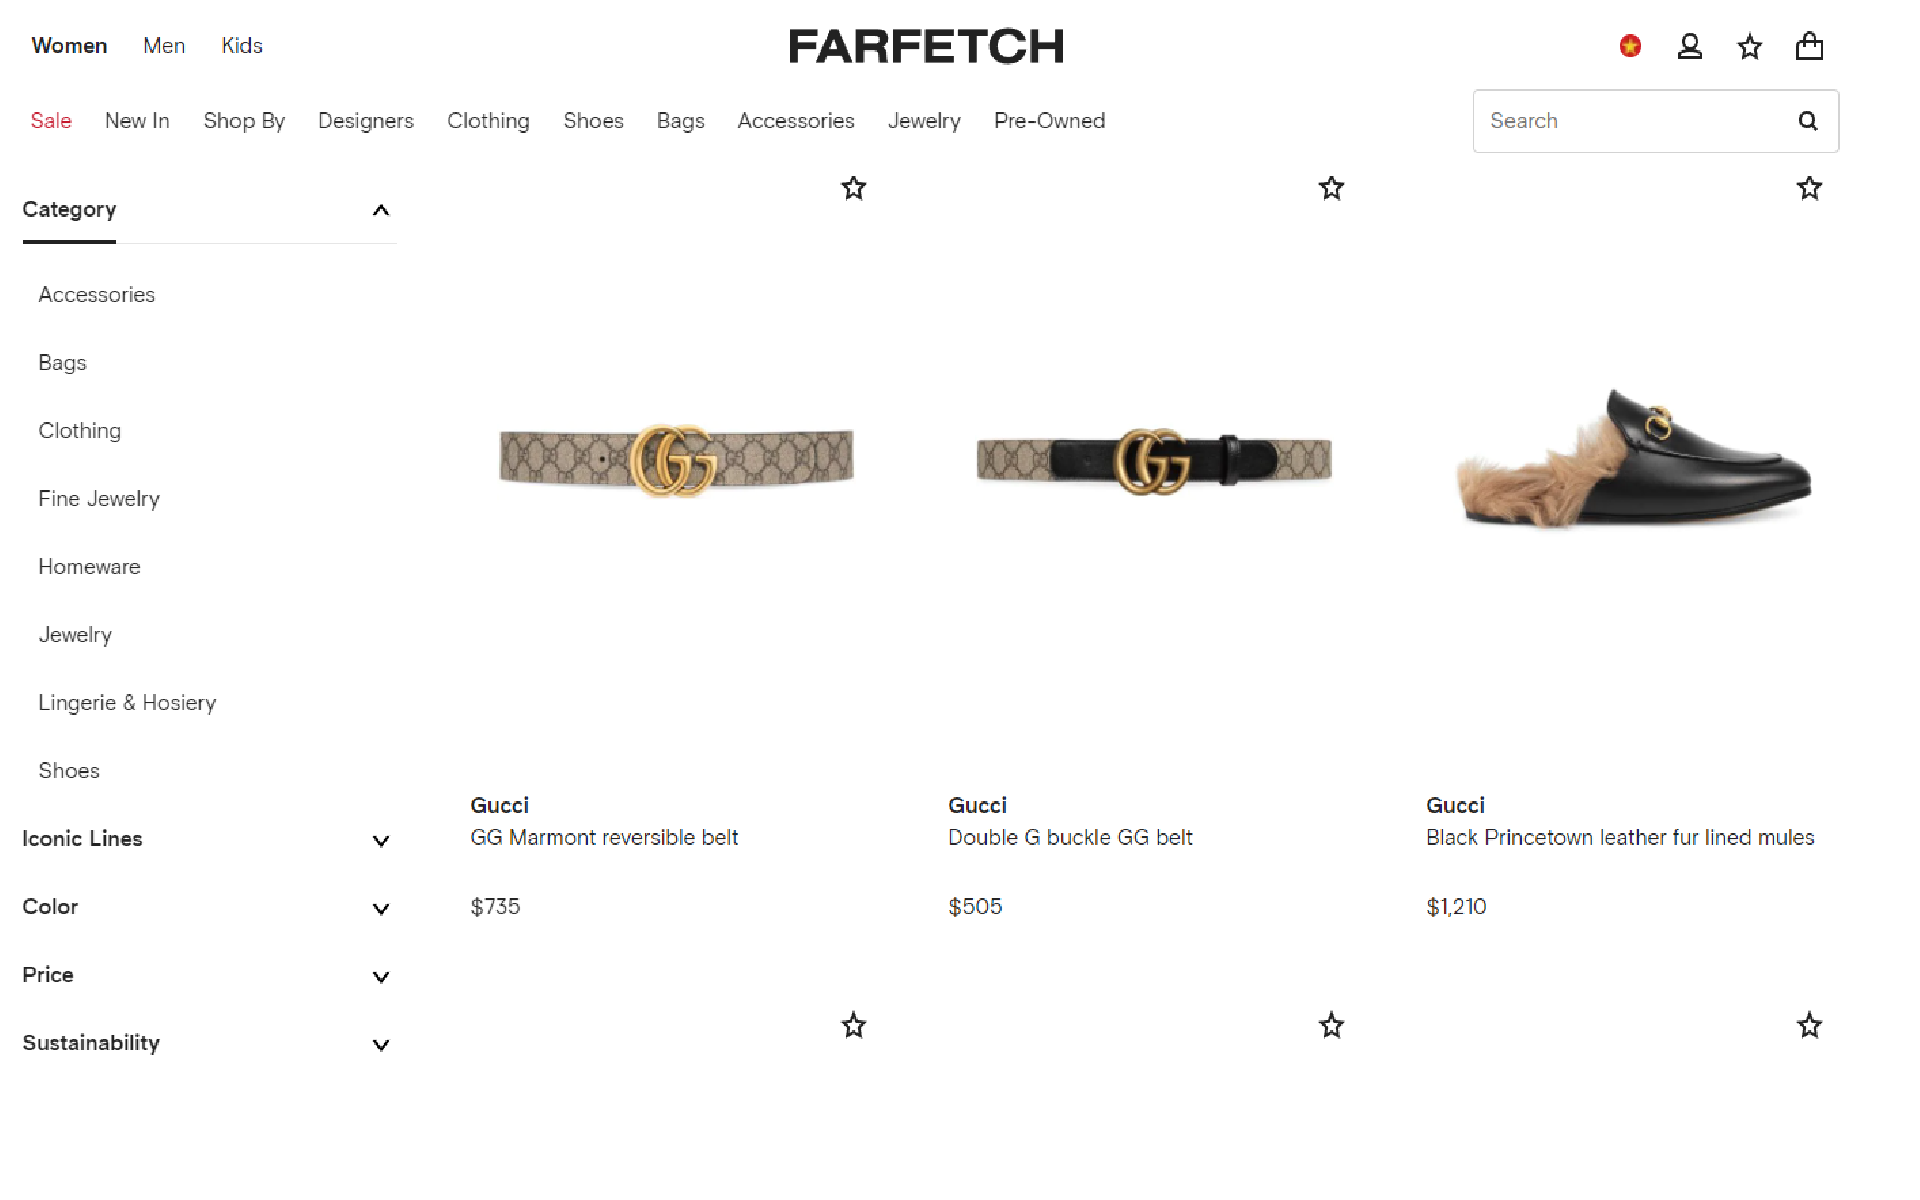 Women Men Kids
FARFETCH
Sale New In Shop By Designers Clothing Shoes Bags Accessories Jewelry Pre-Owned
Search
Category
Accessories
Bags
Clothing
Fine Jewelry
Homeware
Jewelry
Lingerie & Hosiery
Shoes
Iconic Lines
Color
Price
Sustainability
Gucci
GG Marmont reversible belt
$735
Gucci
Double G buckle GG belt
$505
Gucci
Black Princetown leather fur lined mules
$1,210